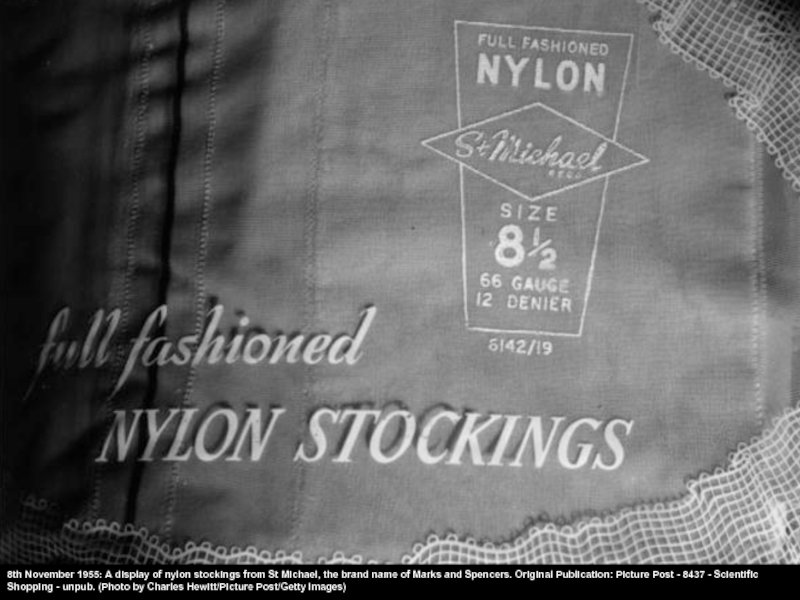 FULL FASHIONED
NYLON
St Michael
REGD
SIZE
8½
66 GAUGE
12 DENIER
6142/19
full fashioned
NYLON STOCKINGS
8th November 1955: A display of nylon stockings from St Michael, the brand name of Marks and Spencers. Original Publication: Picture Post - 8437 - Scientific
Shopping - unpub. (Photo by Charles Hewitt/Picture Post/Getty Images)